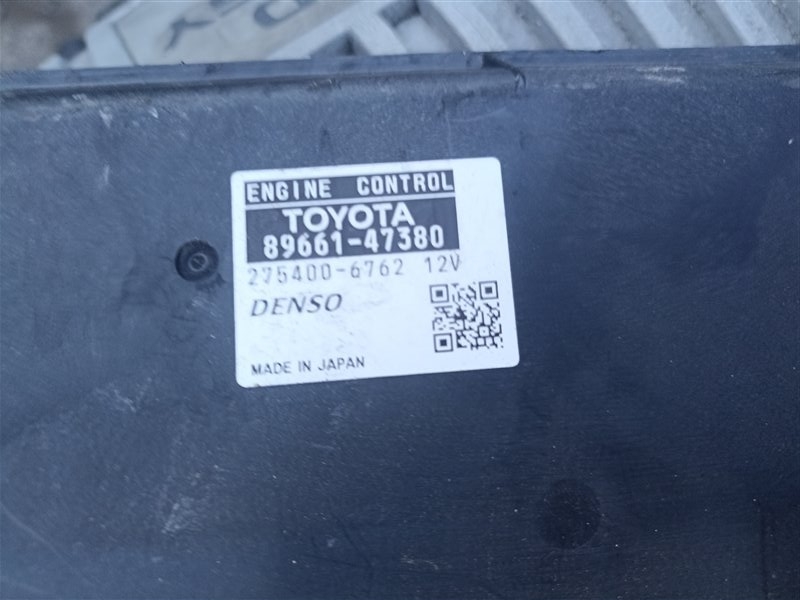 ENGINE CONTROL
TOYOTA
89661-47380
275400-6762 12V
DENSO
MADE IN JAPAN